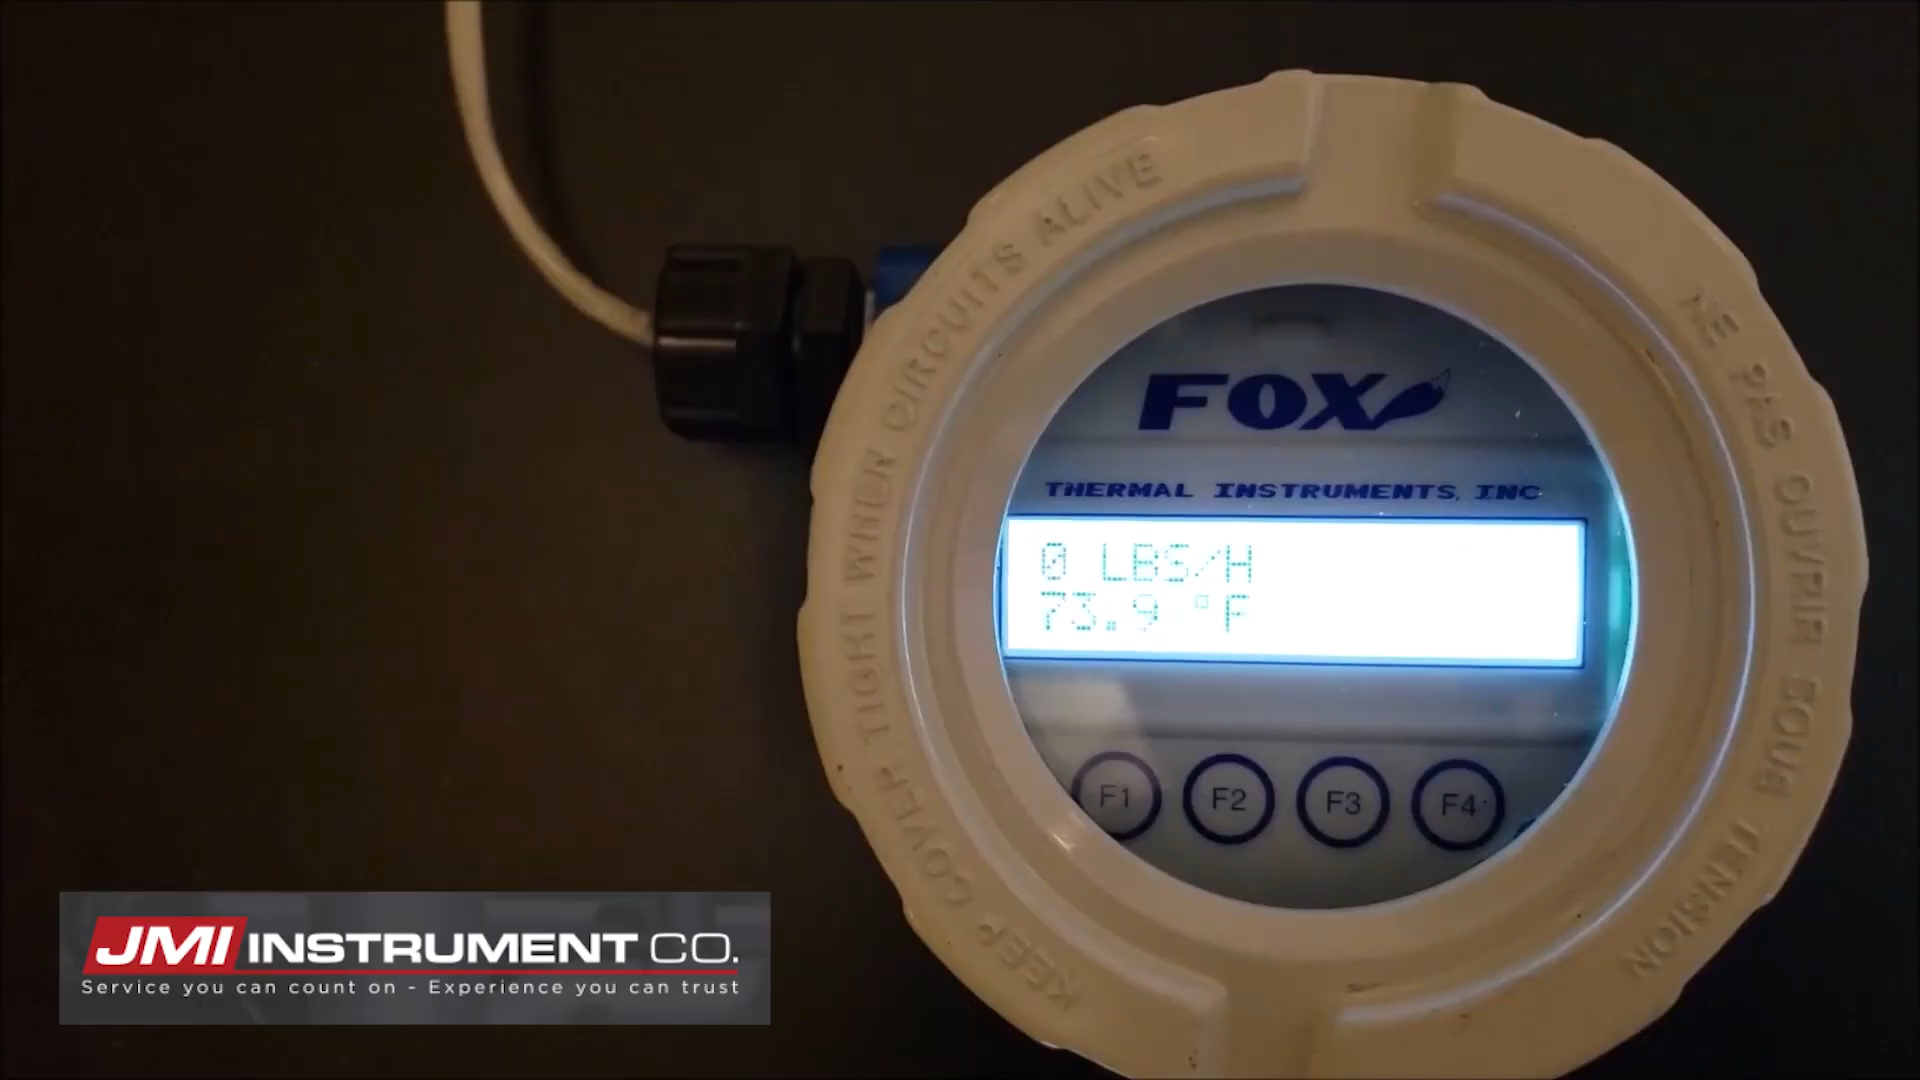 KEEP COVER TIGHT WHEN CIRCUITS ALIVE
NE PAS OUVRIR SOUS TENSION
FOX
THERMAL INSTRUMENTS, INC
0 LBS/H
73.9 °F
F1 F2 F3 F4
JMI INSTRUMENT CO.
Service you can count on - Experience you can trust